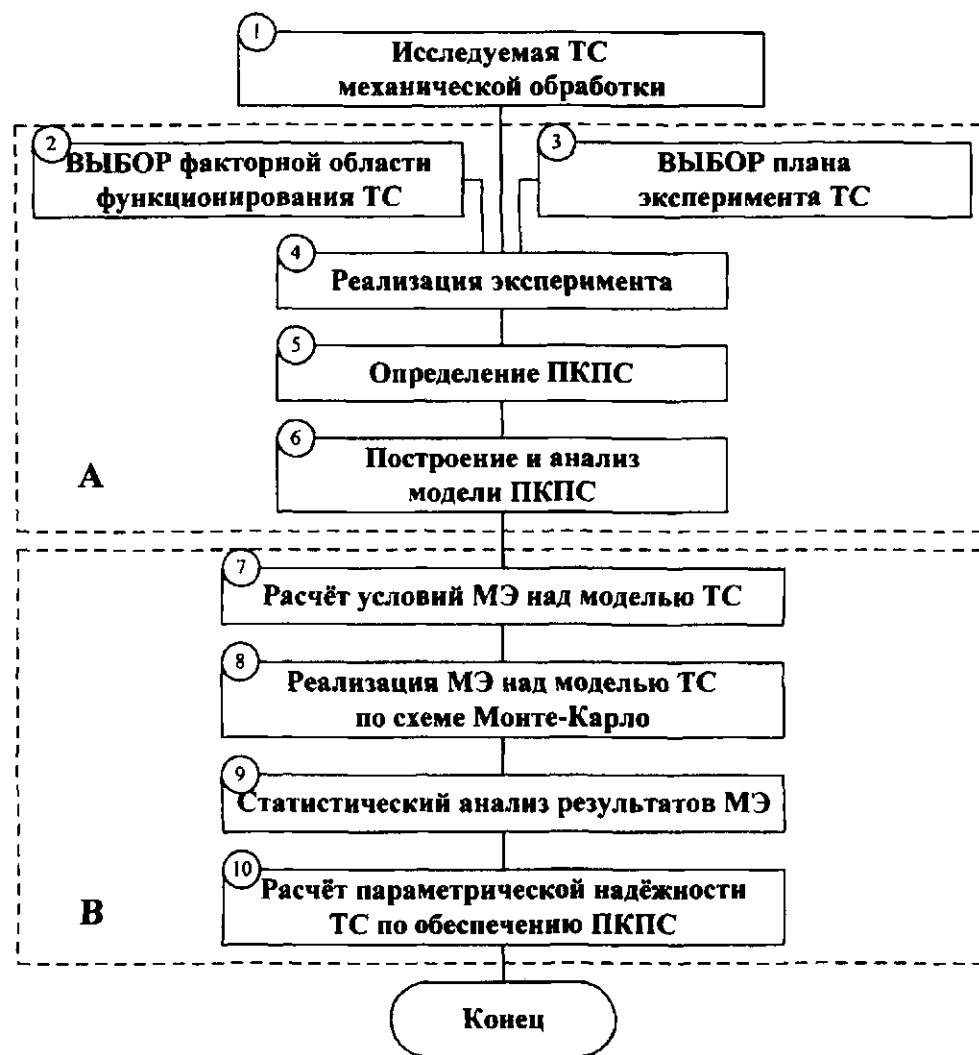 1
Исследуемая ТС
механической обработки
2
ВЫБОР факторной области
функционирования ТС
3
ВЫБОР плана
эксперимента ТС
4
Реализация эксперимента
5
Определение ПКПС
6
Построение и анализ
модели ПКПС
А
7
Расчёт условий МЭ над моделью ТС
8
Реализация МЭ над моделью ТС
по схеме Монте-Карло
9
Статистический анализ результатов МЭ
10
Расчёт параметрической надёжности
ТС по обеспечению ПКПС
В
Конец